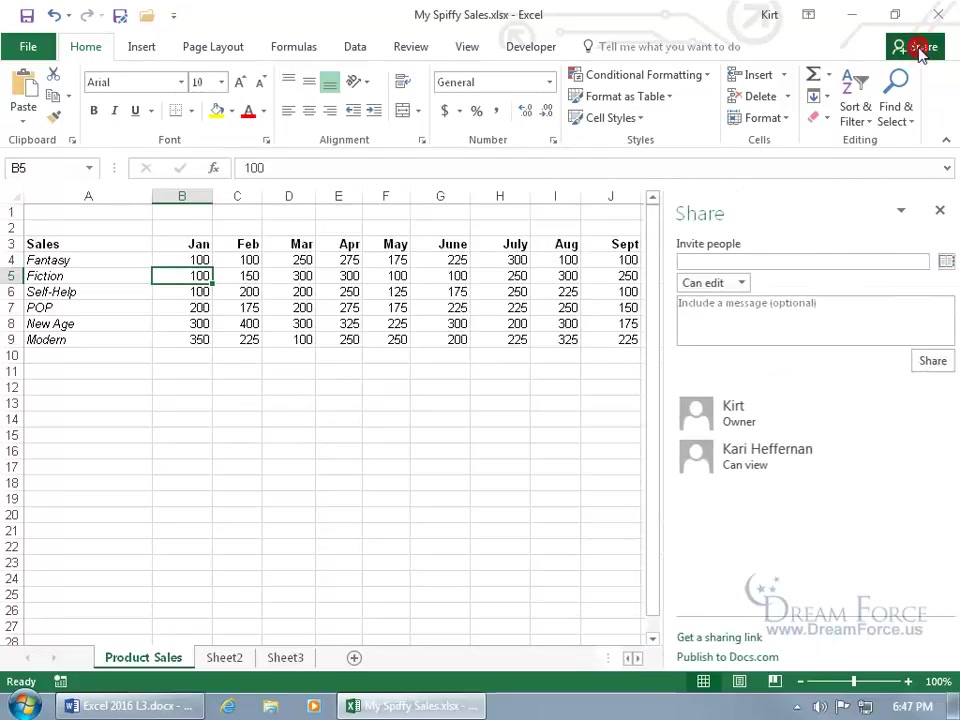 My Spiffy Sales.xlsx - Excel
Kirt
File Home Insert Page Layout Formulas Data Review View Developer Tell me what you want to do Share
Arial 10 General Conditional Formatting Insert
Paste Format as Table Delete Sort & Find &
B I U A $ % , Cell Styles Format Filter Select
Clipboard Font Alignment Number Styles Cells Editing
B5 fx 100
A B C D E F G H I J
1
2
3 Sales Jan Feb Mar Apr May June July Aug Sept
4 Fantasy 100 100 250 275 175 225 300 100 100
5 Fiction 100 150 300 300 100 100 250 300 250
6 Self-Help 100 200 200 250 125 175 250 225 100
7 POP 200 175 200 275 175 225 225 250 150
8 New Age 300 400 300 325 225 300 200 300 175
9 Modern 350 225 100 250 250 200 225 325 225
10
11
12
13
14
15
16
17
18
19
20
21
22
23
24
25
26
27
28
Share
Invite people
Can edit
Include a message (optional)
Share
Kirt
Owner
Kari Heffernan
Can view
DREAM FORCE
www.DreamForce.us
Get a sharing link
Publish to Docs.com
Product Sales Sheet2 Sheet3
Ready 100%
Excel 2016 L3.docx - ... My Spiffy Sales.xlsx - ... 6:47 PM